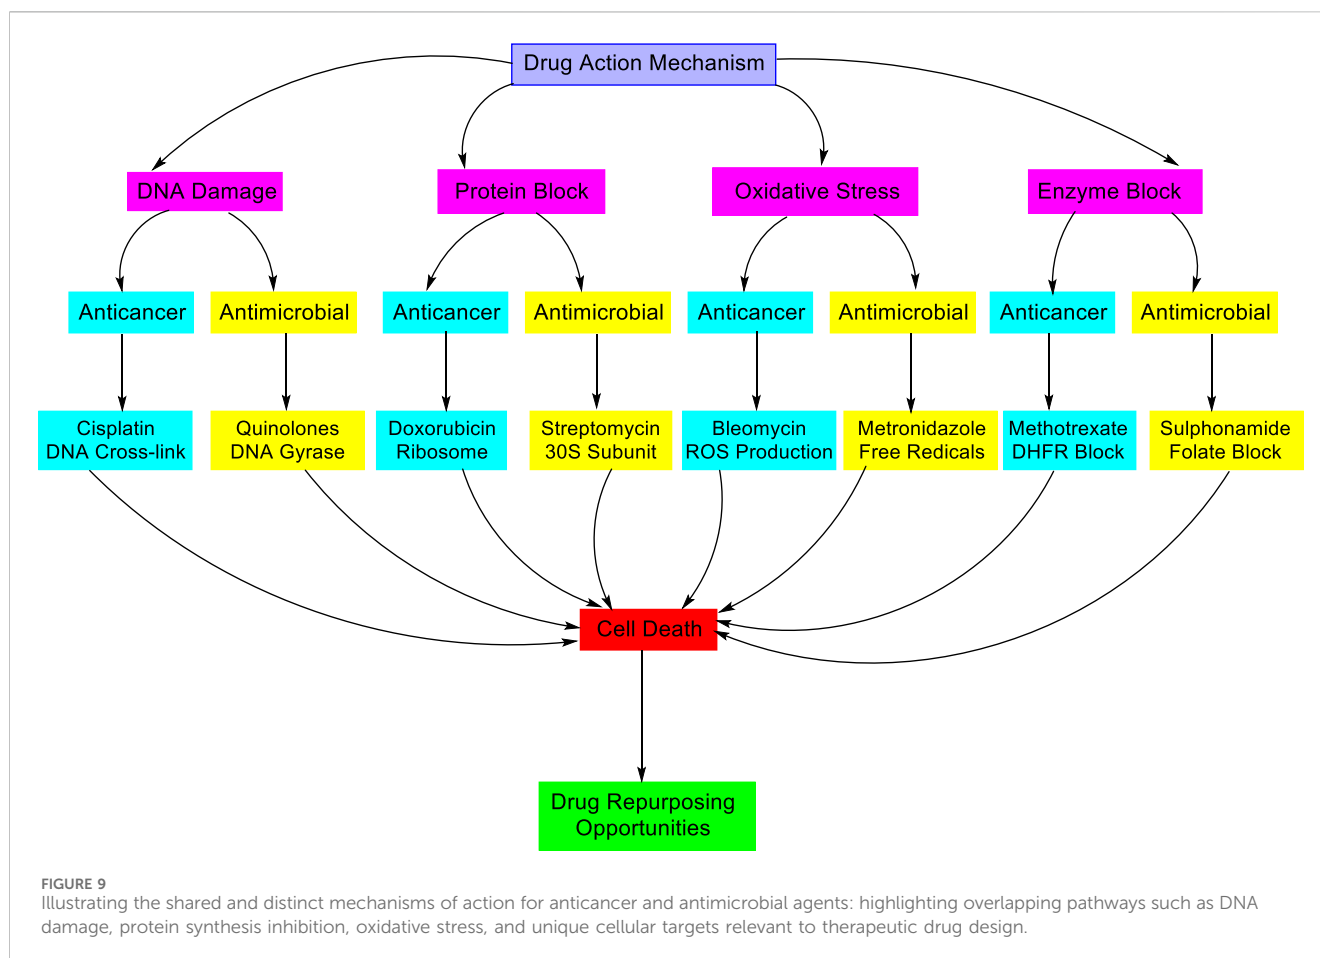 Drug Action Mechanism
DNA Damage
Protein Block
Oxidative Stress
Enzyme Block
Anticancer
Antimicrobial
Anticancer
Antimicrobial
Anticancer
Antimicrobial
Anticancer
Antimicrobial
Cisplatin
DNA Cross-link
Quinolones
DNA Gyrase
Doxorubicin
Ribosome
Streptomycin
30S Subunit
Bleomycin
ROS Production
Metronidazole
Free Redicals
Methotrexate
DHFR Block
Sulphonamide
Folate Block
Cell Death
Drug Repurposing
Opportunities
FIGURE 9
Illustrating the shared and distinct mechanisms of action for anticancer and antimicrobial agents: highlighting overlapping pathways such as DNA
damage, protein synthesis inhibition, oxidative stress, and unique cellular targets relevant to therapeutic drug design.